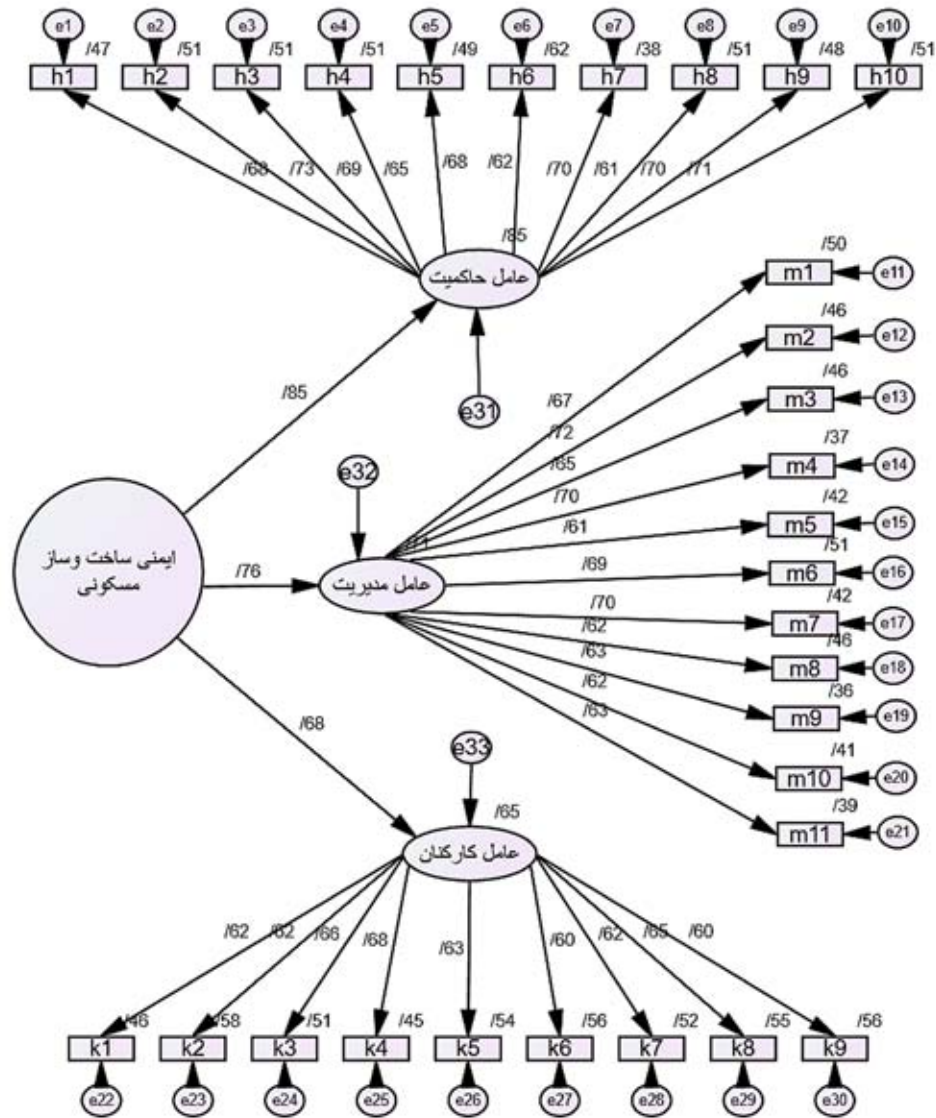 e1 e2 e3 e4 e5 e6 e7 e8 e9 e10
/47 /51 /51 /51 /49 /62 /38 /51 /48 /51
h1 h2 h3 h4 h5 h6 h7 h8 h9 h10
/68 /73 /69 /65 /68 /62 /70 /61 /70 /71
/85
عامل حاکمیت
/85
e31
/50
m1 e11
/46
m2 e12
/46
m3 e13
/37
m4 e14
/42
m5 e15
/51
m6 e16
/42
m7 e17
/46
m8 e18
/36
m9 e19
/41
m10 e20
/39
m11 e21
/67
/72
/65
/70
/61
/69
/70
/62
/63
/62
/63
e32
عامل مدیریت
/76
ایمنی ساخت وساز
مسکونی
/68
e33
/65
عامل کارکنان
/62 /62 /66 /68 /63 /60 /62 /65 /60
/46 /58 /51 /45 /54 /56 /52 /55 /56
k1 k2 k3 k4 k5 k6 k7 k8 k9
e22 e23 e24 e25 e26 e27 e28 e29 e30